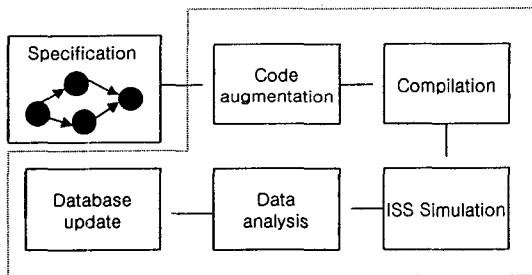 Specification
Code
augmentation
Compilation
Database
update
Data
analysis
ISS Simulation